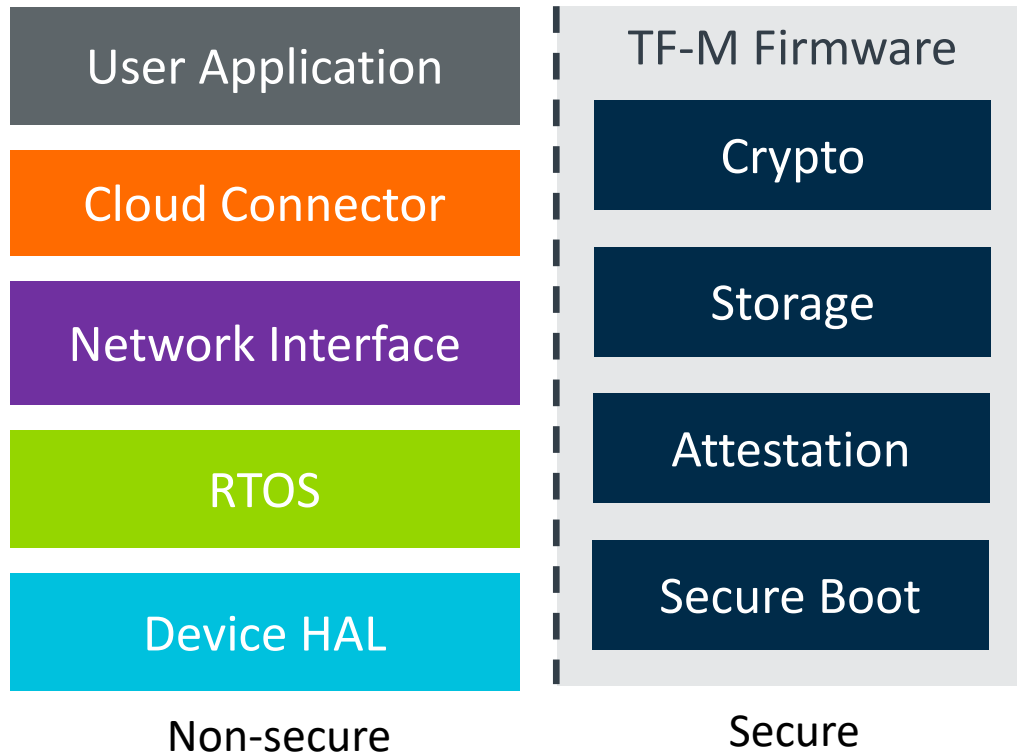 User Application
Cloud Connector
Network Interface
RTOS
Device HAL
Non-secure
TF-M Firmware
Crypto
Storage
Attestation
Secure Boot
Secure